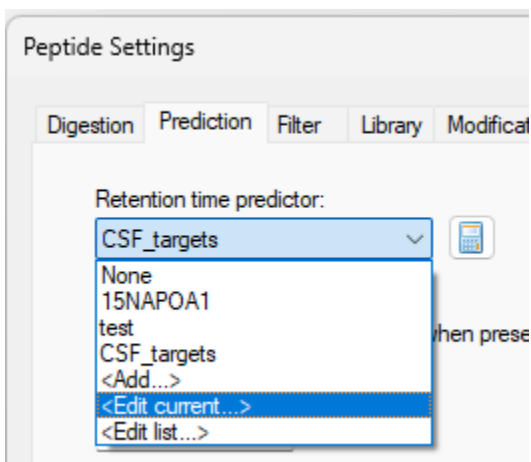 Peptide Settings
Digestion Prediction Filter Library Modificat
Retention time predictor:
CSF_targets
None
15NAPOA1
test
when prese
CSF_targets
<Add...>
<Edit current...>
<Edit list...>